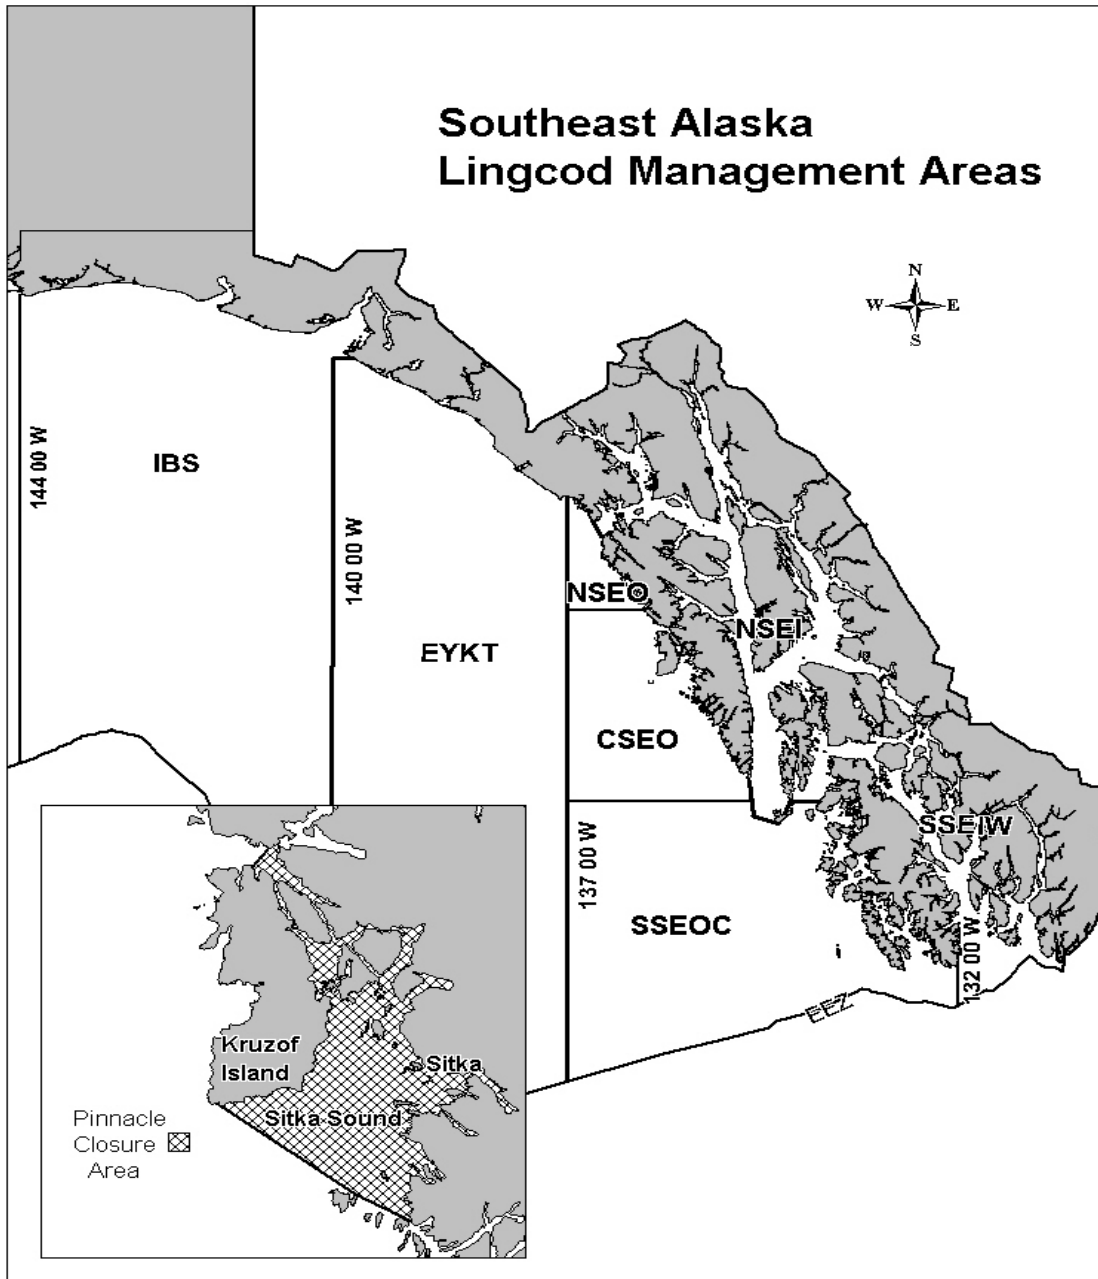 Southeast Alaska
Lingcod Management Areas
N
W E
S
144 00 W
IBS
140 00 W
EYKT
NSEO
NSEI
CSEO
137 00 W
SSEIW
SSEOC
132 00 W
EEZ
Kruzof
Island
Sitka
Sitka Sound
Pinnacle
Closure
Area